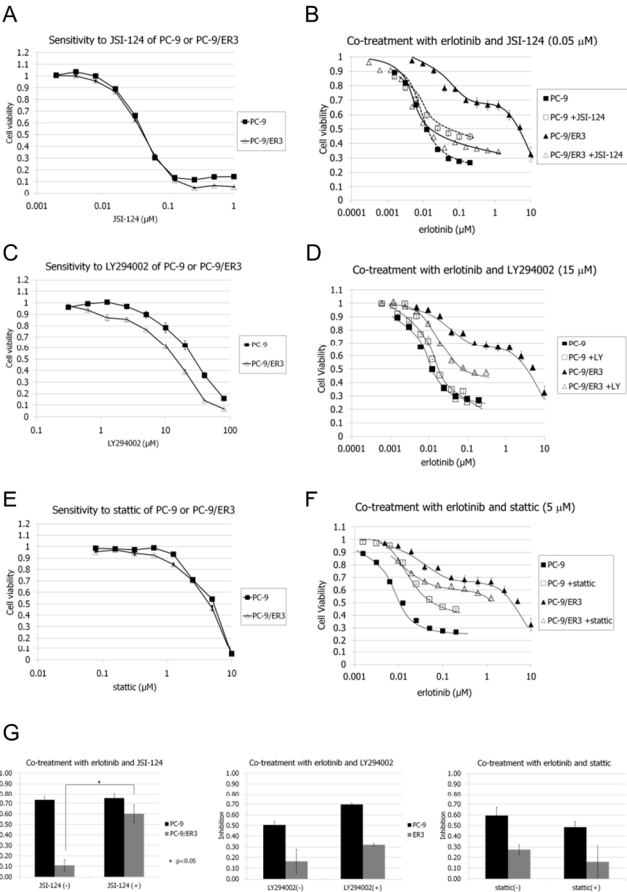 A
Sensitivity to JSI-124 of PC-9 or PC-9/ER3
Cell viability
1.2
1.1
1
0.9
0.8
0.7
0.6
0.5
0.4
0.3
0.2
0.1
0
0.001 0.01 0.1 1
JSI-124 (µM)
PC-9
PC-9/ER3
B
Co-treatment with erlotinib and JSI-124 (0.05 µM)
Cell viability
1
0.9
0.8
0.7
0.6
0.5
0.4
0.3
0.2
0.1
0
0.0001 0.001 0.01 0.1 1 10
erlotinib (µM)
PC-9
PC-9 +JSI-124
PC-9/ER3
PC-9/ER3 +JSI-124
C
Sensitivity to LY294002 of PC-9 or PC-9/ER3
Cell viability
1.2
1.1
1
0.9
0.8
0.7
0.6
0.5
0.4
0.3
0.2
0.1
0
0.1 1 10 100
LY294002 (µM)
PC-9
PC-9/ER3
D
Co-treatment with erlotinib and LY294002 (15 µM)
Cell Viability
1.1
1
0.9
0.8
0.7
0.6
0.5
0.4
0.3
0.2
0.1
0
0.0001 0.001 0.01 0.1 1 10
erlotinib (µM)
PC-9
PC-9 +LY
PC-9/ER3
PC-9/ER3 +LY
E
Sensitivity to stattic of PC-9 or PC-9/ER3
Cell viability
1.2
1.1
1
0.9
0.8
0.7
0.6
0.5
0.4
0.3
0.2
0.1
0
0.01 0.1 1 10
stattic (µM)
PC-9
PC-9/ER3
F
Co-treatment with erlotinib and stattic (5 µM)
Cell Viability
1.1
1
0.9
0.8
0.7
0.6
0.5
0.4
0.3
0.2
0.1
0
0.001 0.01 0.1 1 10
erlotinib (µM)
PC-9
PC-9 +stattic
PC-9/ER3
PC-9/ER3 +stattic
G
Co-treatment with erlotinib and JSI-124
1.00
0.90
0.80
0.70
0.60
0.50
0.40
0.30
0.20
0.10
0.00
*
JSI-124 (-) JSI-124 (+)
PC-9
PC-9/ER3
* : p<0.05
Co-treatment with erlotinib and LY294002
Inhibition
1.00
0.90
0.80
0.70
0.60
0.50
0.40
0.30
0.20
0.10
0.00
LY294002(-) LY294002(+)
PC-9
ER3
Co-treatment with erlotinib and stattic
Inhibition
1.00
0.90
0.80
0.70
0.60
0.50
0.40
0.30
0.20
0.10
0.00
stattic(-) stattic(+)
PC-9
PC-9/ER3